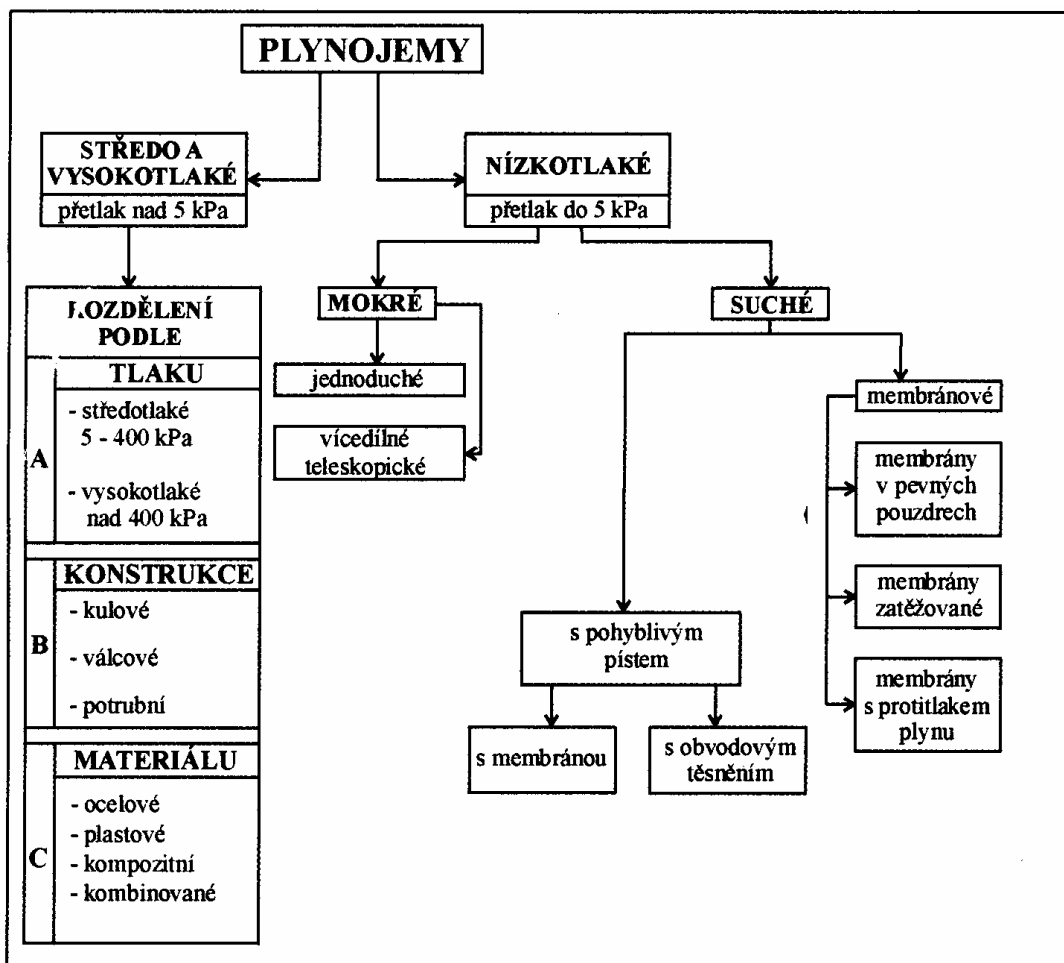 PLYNOJEMY
STŘEDO A
VYSOKOTLAKÉ
přetlak nad 5 kPa
NÍZKOTLAKÉ
přetlak do 5 kPa
ROZDĚLENÍ
PODLE
A
TLAKU
- středotlaké
5 - 400 kPa
- vysokotlaké
nad 400 kPa
B
KONSTRUKCE
- kulové
- válcové
- potrubní
C
MATERIÁLU
- ocelové
- plastové
- kompozitní
- kombinované
MOKRÉ
jednoduché
vícedílné
teleskopické
SUCHÉ
s pohyblivým
pístem
s membránou
s obvodovým
těsněním
membránové
membrány
v pevných
pouzdrech
membrány
zatěžované
membrány
s protitlakem
plynu